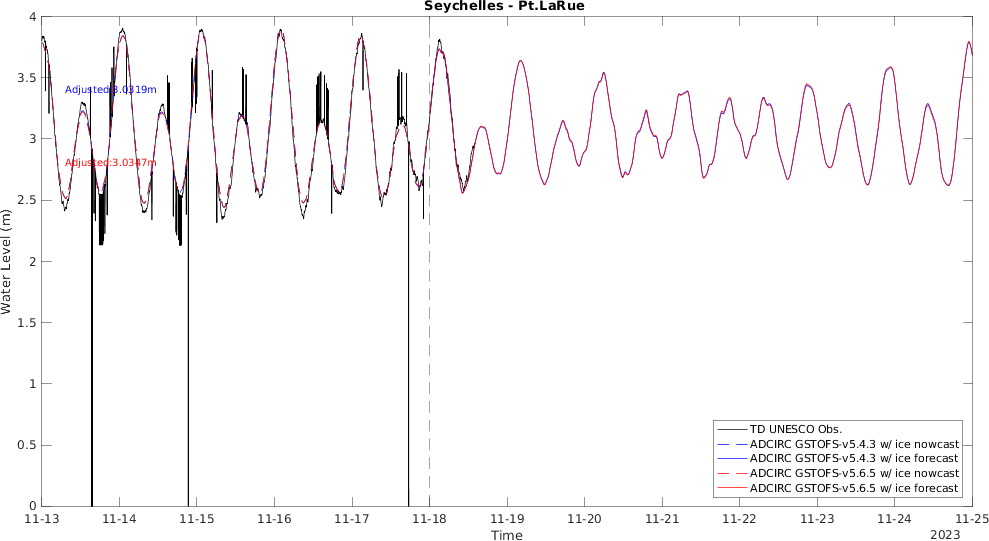 Seychelles - Pt.LaRue
Water Level (m)
4
3.5
3
2.5
2
1.5
1
0.5
0
Adjusted:3.0319m
Adjusted:3.0347m
TD UNESCO Obs.
ADCIRC GSTOFS-v5.4.3 w/ ice nowcast
ADCIRC GSTOFS-v5.4.3 w/ ice forecast
ADCIRC GSTOFS-v5.6.5 w/ ice nowcast
ADCIRC GSTOFS-v5.6.5 w/ ice forecast
11-13 11-14 11-15 11-16 11-17 11-18 11-19 11-20 11-21 11-22 11-23 11-24 11-25
Time
2023